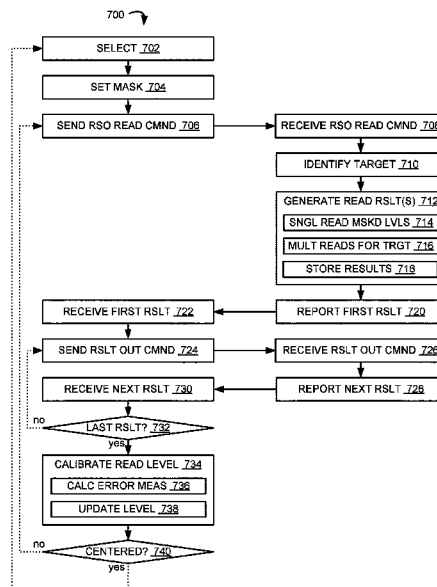 700
SELECT 702
SET MASK 704
SEND RSO READ CMND 706
RECEIVE RSO READ CMND 708
IDENTIFY TARGET 710
GENERATE READ RSLT(S) 712
SNGL READ MSKD LVLS 714
MULT READS FOR TRGT 716
STORE RESULTS 718
RECEIVE FIRST RSLT 722
REPORT FIRST RSLT 720
SEND RSLT OUT CMND 724
RECEIVE RSLT OUT CMND 726
RECEIVE NEXT RSLT 730
REPORT NEXT RSLT 728
no
LAST RSLT? 732
yes
CALIBRATE READ LEVEL 734
CALC ERROR MEAS 736
UPDATE LEVEL 738
no
CENTERED? 740
yes